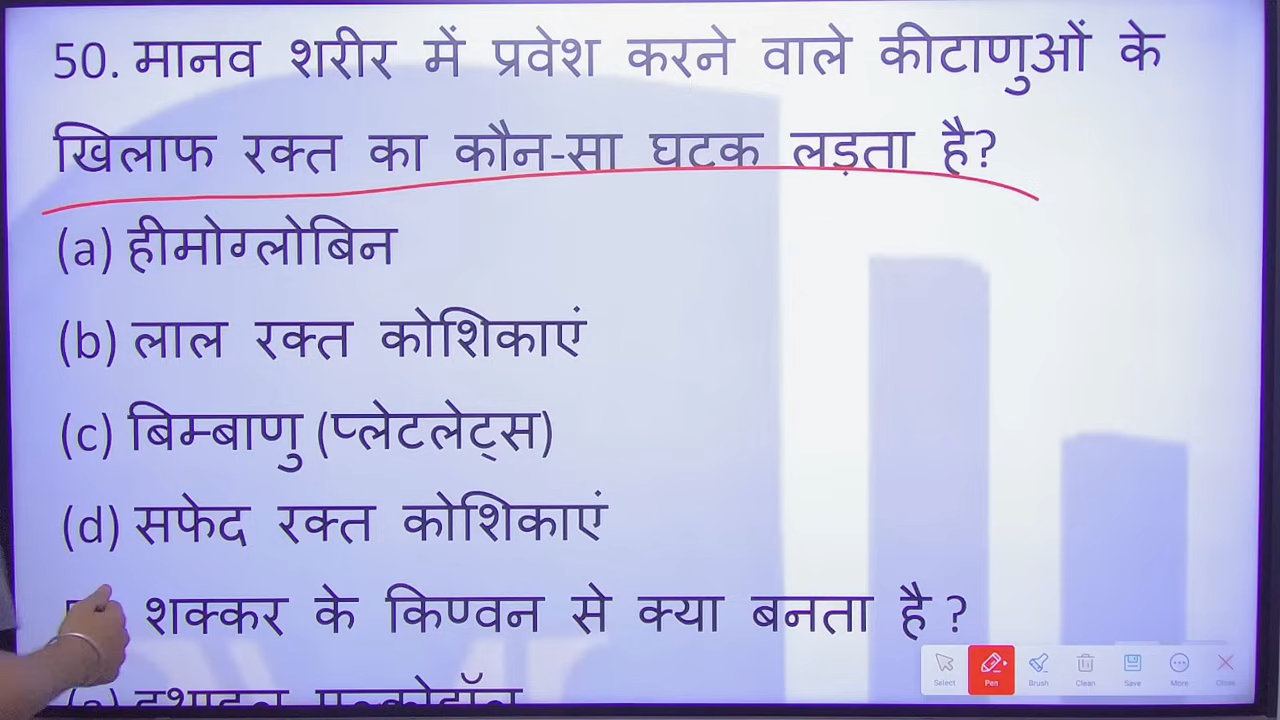 50. मानव शरीर में प्रवेश करने वाले कीटाणुओं के
खिलाफ रक्त का कौन-सा घटक लड़ता है?
(a) हीमोग्लोबिन
(b) लाल रक्त कोशिकाएं
(c) बिम्बाणु (प्लेटलेट्स)
(d) सफेद रक्त कोशिकाएं
शक्कर के किण्वन से क्या बनता है ?
Select Pen Brush Clean Save More Close